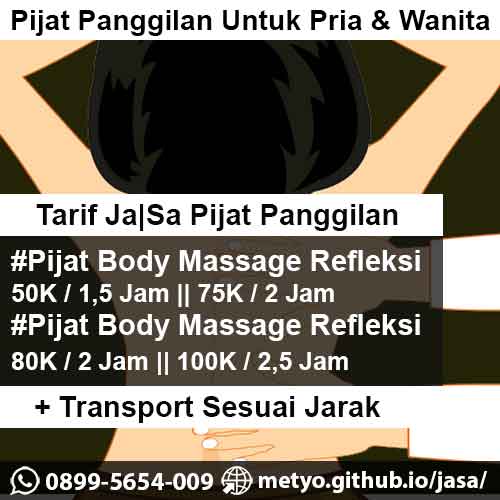 Pijat Panggilan Untuk Pria & Wanita
Tarif Ja|Sa Pijat Panggilan
#Pijat Body Massage Refleksi
50K / 1,5 Jam || 75K / 2 Jam
#Pijat Body Massage Refleksi
80K / 2 Jam || 100K / 2,5 Jam
+ Transport Sesuai Jarak
0899-5654-009 metyo.github.io/jasa/